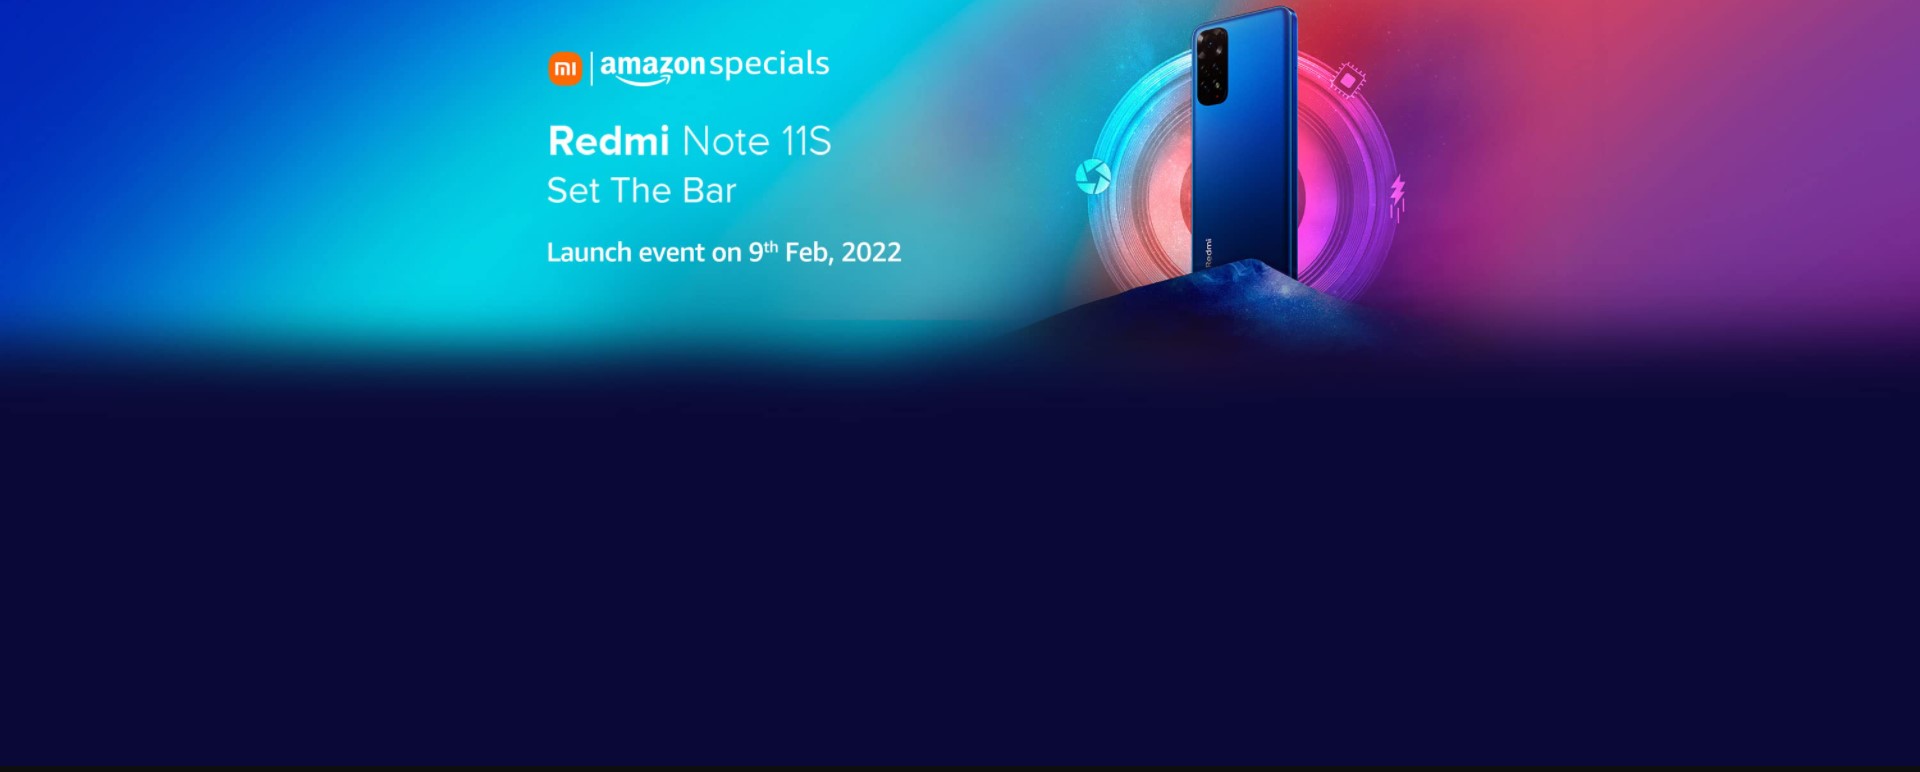 mi | amazon specials
Redmi Note 11S
Set The Bar
Launch event on 9th Feb, 2022
Redmi